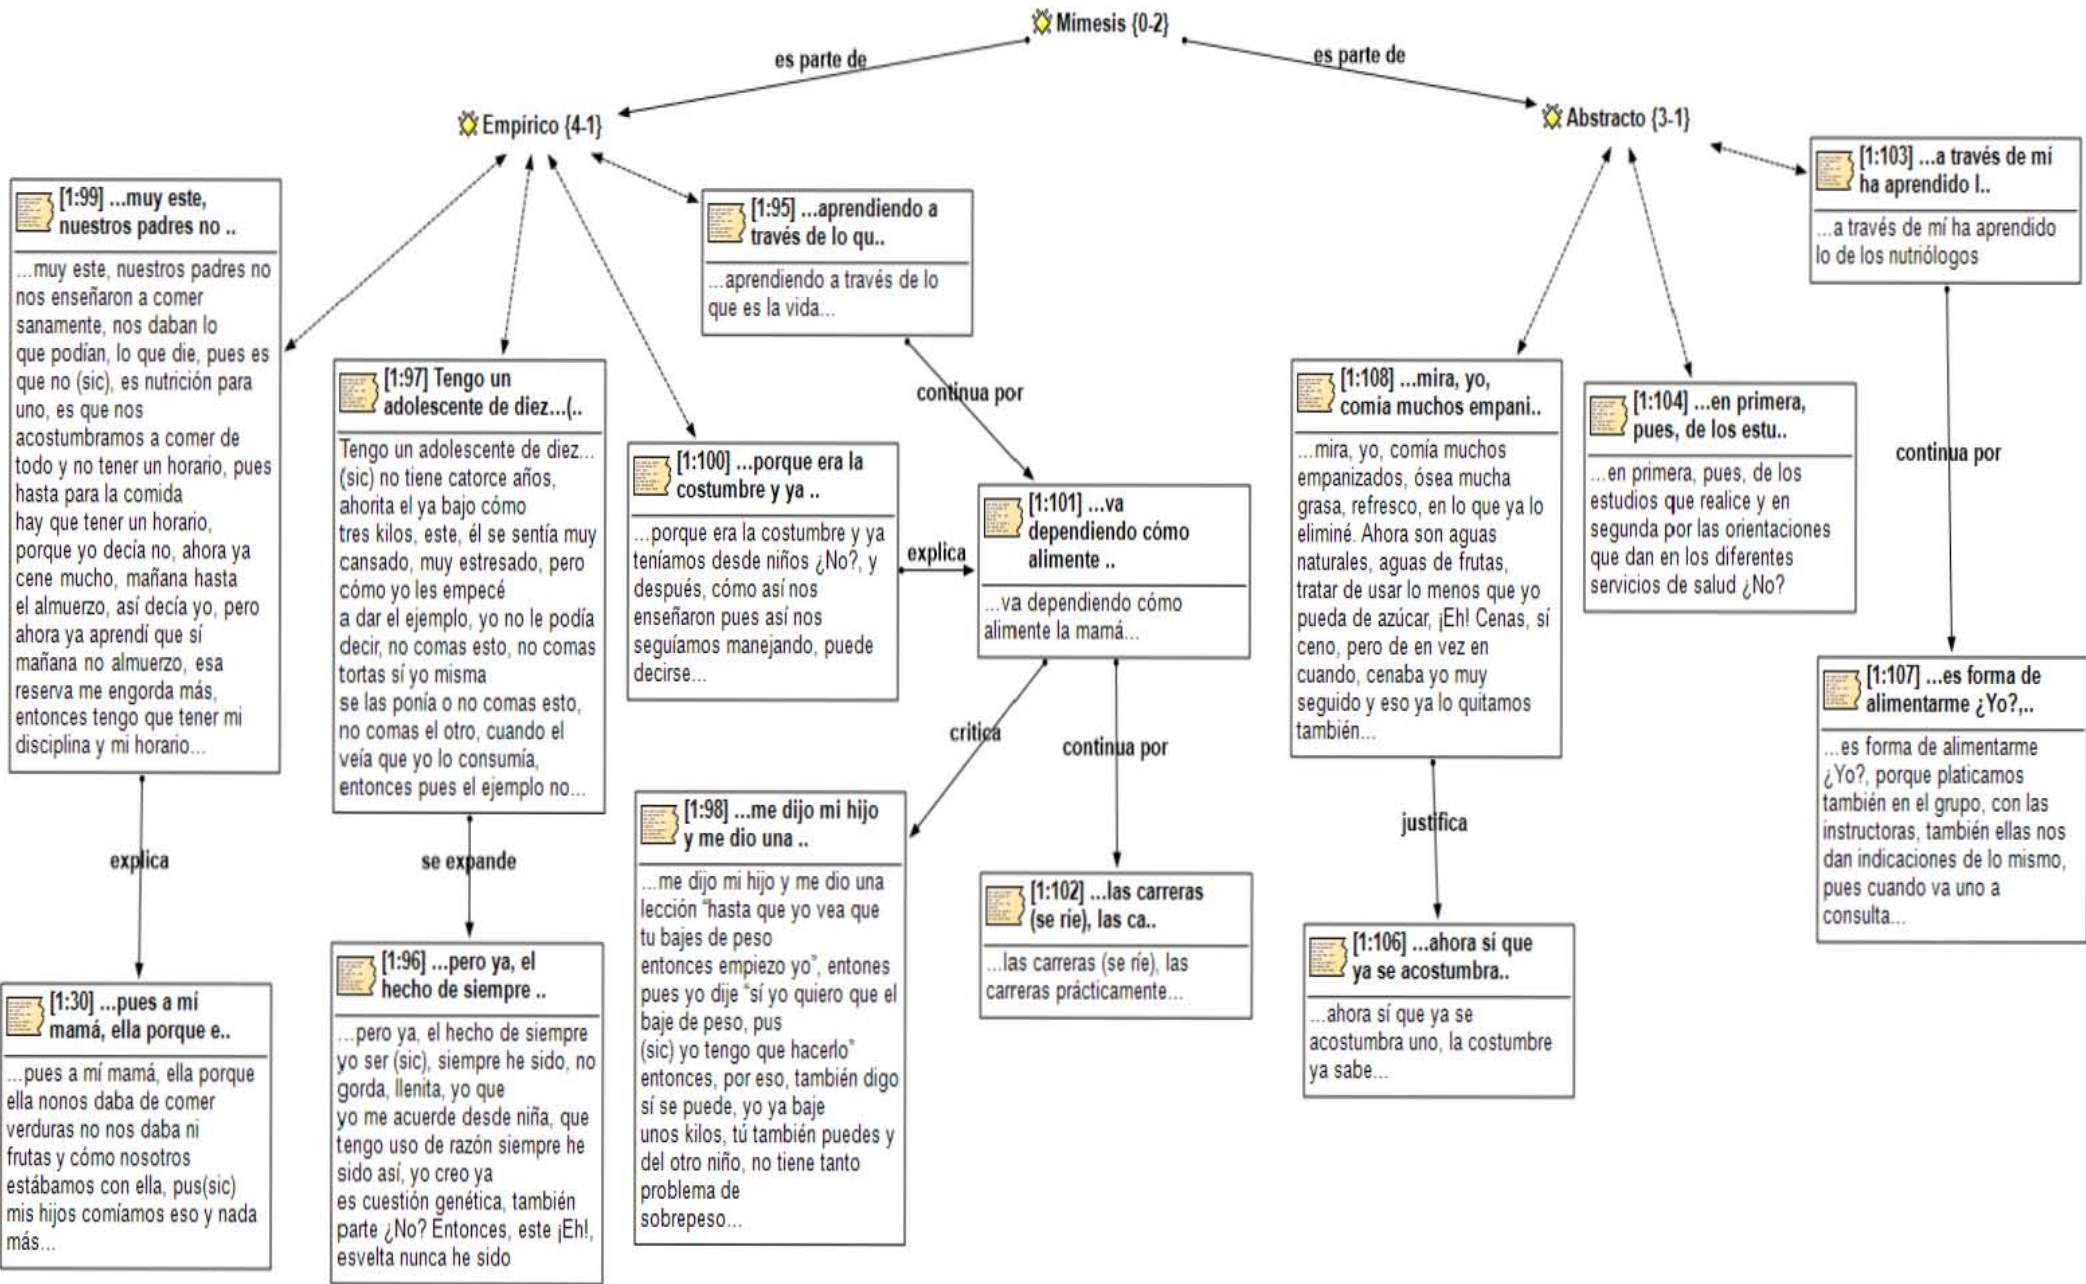 Mímesis {0-2}
es parte de
es parte de
Empírico {4-1}
Abstracto {3-1}
[1:99] ...muy este,
nuestros padres no ..
...muy este, nuestros padres no
nos enseñaron a comer
sanamente, nos daban lo
que podían, lo que die, pues es
que no (sic), es nutrición para
uno, es que nos
acostumbramos a comer de
todo y no tener un horario, pues
hasta para la comida
hay que tener un horario,
porque yo decía no, ahora ya
cene mucho, mañana hasta
el almuerzo, así decía yo, pero
ahora ya aprendí que sí
mañana no almuerzo, esa
reserva me engorda más,
entonces tengo que tener mi
disciplina y mi horario...
explica
[1:30] ...pues a mí
mamá, ella porque e..
...pues a mí mamá, ella porque
ella nonos daba de comer
verduras no nos daba ni
frutas y cómo nosotros
estábamos con ella, pus(sic)
mis hijos comíamos eso y nada
más...
[1:97] Tengo un
adolescente de diez...(..
Tengo un adolescente de diez...
(sic) no tiene catorce años,
ahorita el ya bajo cómo
tres kilos, este, él se sentía muy
cansado, muy estresado, pero
cómo yo les empecé
a dar el ejemplo, yo no le podía
decir, no comas esto, no comas
tortas sí yo misma
se las ponía o no comas esto,
no comas el otro, cuando el
veía que yo lo consumía,
entonces pues el ejemplo no...
se expande
[1:96] ...pero ya, el
hecho de siempre ..
...pero ya, el hecho de siempre
yo ser (sic), siempre he sido, no
gorda, llenita, yo que
yo me acuerde desde niña, que
tengo uso de razón siempre he
sido así, yo creo ya
es cuestión genética, también
parte ¿No? Entonces, este ¡Eh!,
esvelta nunca he sido
[1:95] ...aprendiendo a
través de lo qu..
...aprendiendo a través de lo
que es la vida...
continua por
[1:100] ...porque era la
costumbre y ya ..
...porque era la costumbre y ya
teníamos desde niños ¿No?, y
después, cómo así nos
enseñaron pues así nos
seguíamos manejando, puede
decirse...
explica
[1:101] ...va
dependiendo cómo
alimente ..
...va dependiendo cómo
alimente la mamá...
critica
continua por
[1:98] ...me dijo mi hijo
y me dio una ..
...me dijo mi hijo y me dio una
lección "hasta que yo vea que
tu bajes de peso
entonces empiezo yo", entones
pues yo dije "sí yo quiero que el
baje de peso, pus
(sic) yo tengo que hacerlo"
entonces, por eso, también digo
sí se puede, yo ya baje
unos kilos, tú también puedes y
del otro niño, no tiene tanto
problema de
sobrepeso...
[1:102] ...las carreras
(se ríe), las ca..
...las carreras (se ríe), las
carreras prácticamente...
[1:108] ...mira, yo,
comía muchos empani..
...mira, yo, comía muchos
empanizados, ósea mucha
grasa, refresco, en lo que ya lo
eliminé. Ahora son aguas
naturales, aguas de frutas,
tratar de usar lo menos que yo
pueda de azúcar, ¡Eh! Cenas, sí
ceno, pero de en vez en
cuando, cenaba yo muy
seguido y eso ya lo quitamos
también...
justifica
[1:106] ...ahora sí que
ya se acostumbra..
...ahora sí que ya se
acostumbra uno, la costumbre
ya sabe...
[1:104] ...en primera,
pues, de los estu..
...en primera, pues, de los
estudios que realice y en
segunda por las orientaciones
que dan en los diferentes
servicios de salud ¿No?
[1:103] ...a través de mí
ha aprendido l..
...a través de mí ha aprendido
lo de los nutriólogos
continua por
[1:107] ...es forma de
alimentarme ¿Yo?,..
...es forma de alimentarme
¿Yo?, porque platicamos
también en el grupo, con las
instructoras, también ellas nos
dan indicaciones de lo mismo,
pues cuando va uno a
consulta...